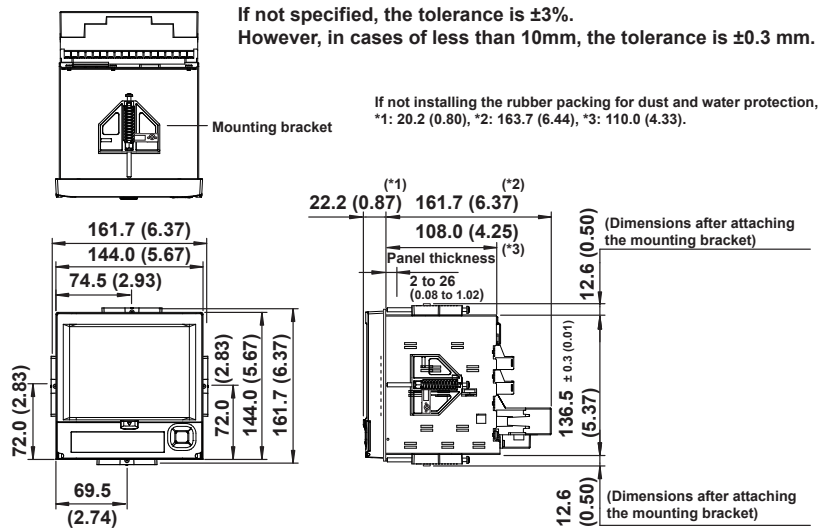 If not specified, the tolerance is ±3%.
However, in cases of less than 10mm, the tolerance is ±0.3 mm.
If not installing the rubber packing for dust and water protection,
*1: 20.2 (0.80), *2: 163.7 (6.44), *3: 110.0 (4.33).
Mounting bracket
(*1)
(*2)
22.2 (0.87)
161.7 (6.37)
108.0 (4.25)
(*3)
Panel thickness
2 to 26
(0.08 to 1.02)
12.6 (0.50)
(Dimensions after attaching
the mounting bracket)
161.7 (6.37)
144.0 (5.67)
74.5 (2.93)
72.0 (2.83)
72.0 (2.83)
144.0 (5.67)
161.7 (6.37)
69.5
(2.74)
136.5 ± 0.3 (0.01)
(5.37)
12.6
(0.50)
(Dimensions after attaching
the mounting bracket)